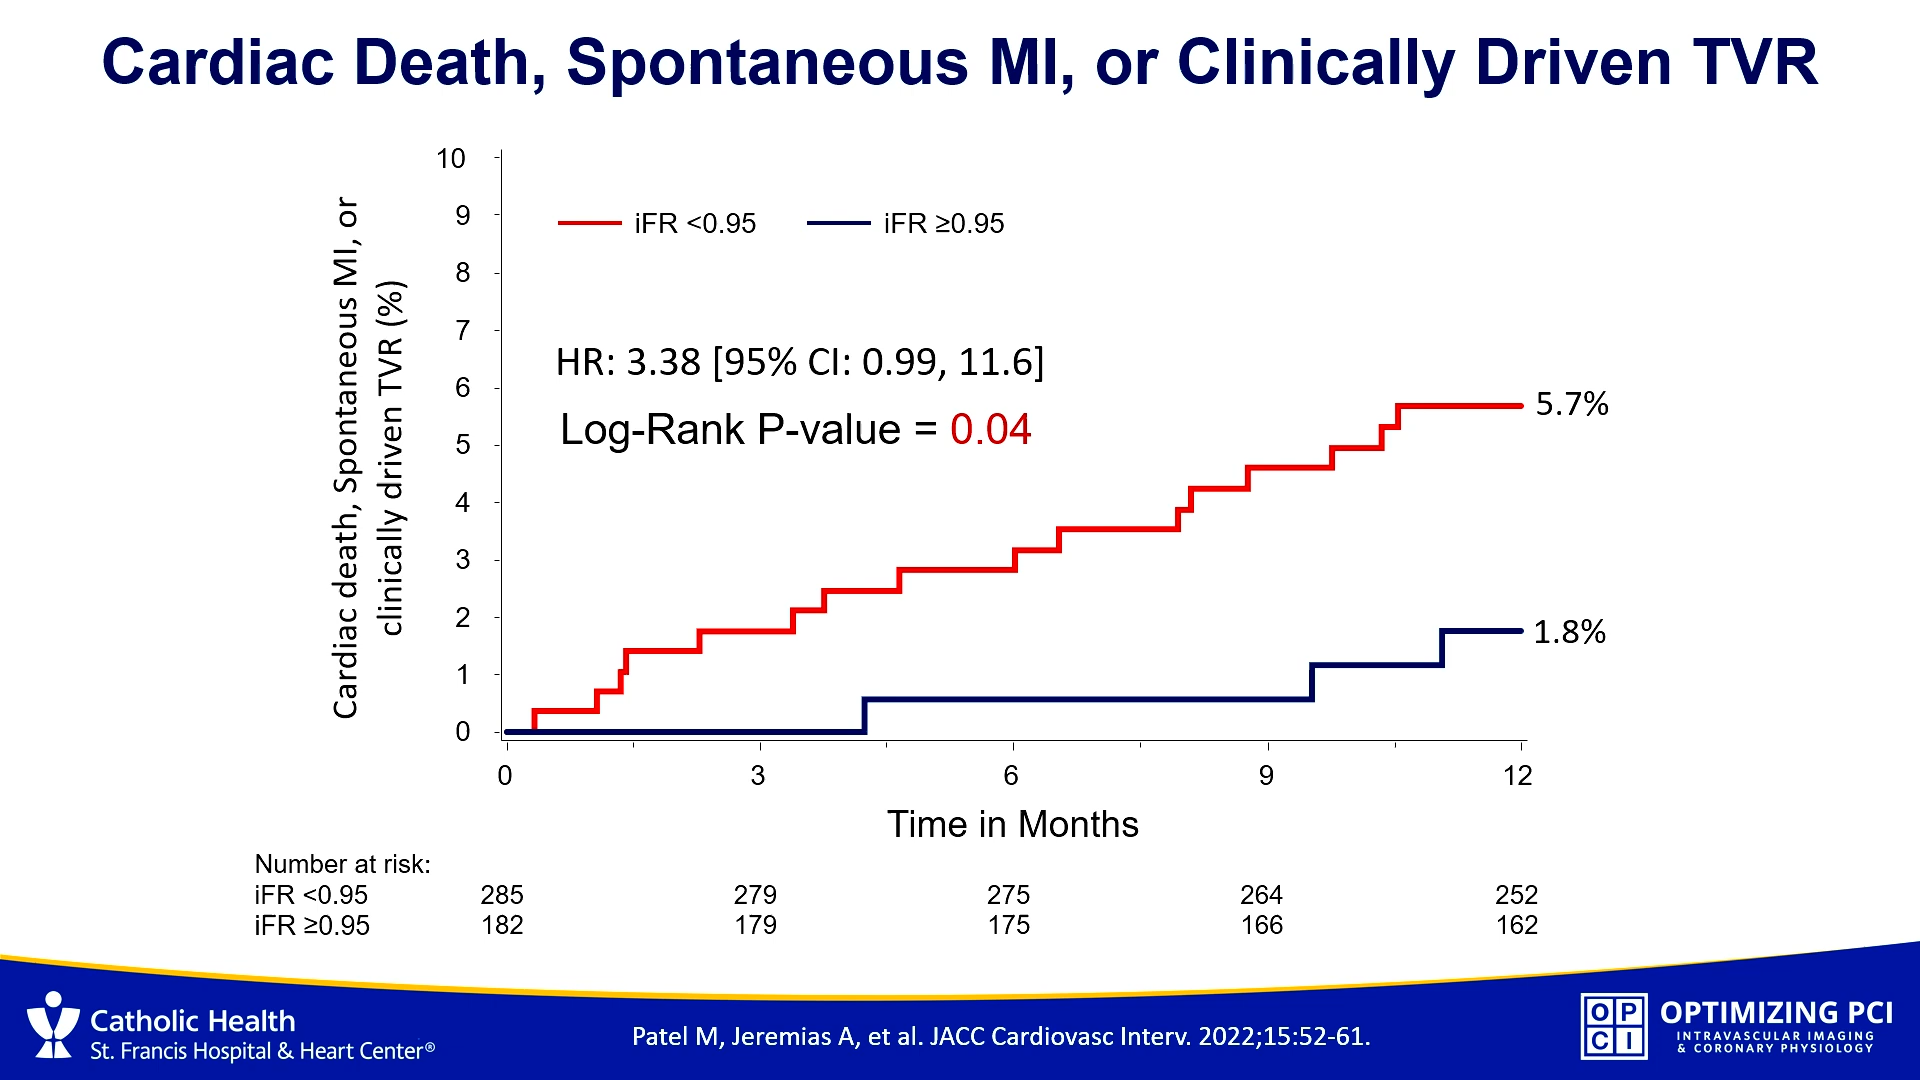 Cardiac Death, Spontaneous MI, or Clinically Driven TVR
Cardiac death, Spontaneous MI, or
clinically driven TVR (%)
10
9
8
7
6
5
4
3
2
1
0
iFR <0.95 iFR ≥0.95
HR: 3.38 [95% CI: 0.99, 11.6]
Log-Rank P-value = 0.04
5.7%
1.8%
0 3 6 9 12
Time in Months
Number at risk:
iFR <0.95 285 279 275 264 252
iFR ≥0.95 182 179 175 166 162
Catholic Health
St. Francis Hospital & Heart Center®
Patel M, Jeremias A, et al. JACC Cardiovasc Interv. 2022;15:52-61.
OP
CI
OPTIMIZING PCI
INTRAVASCULAR IMAGING
& CORONARY PHYSIOLOGY